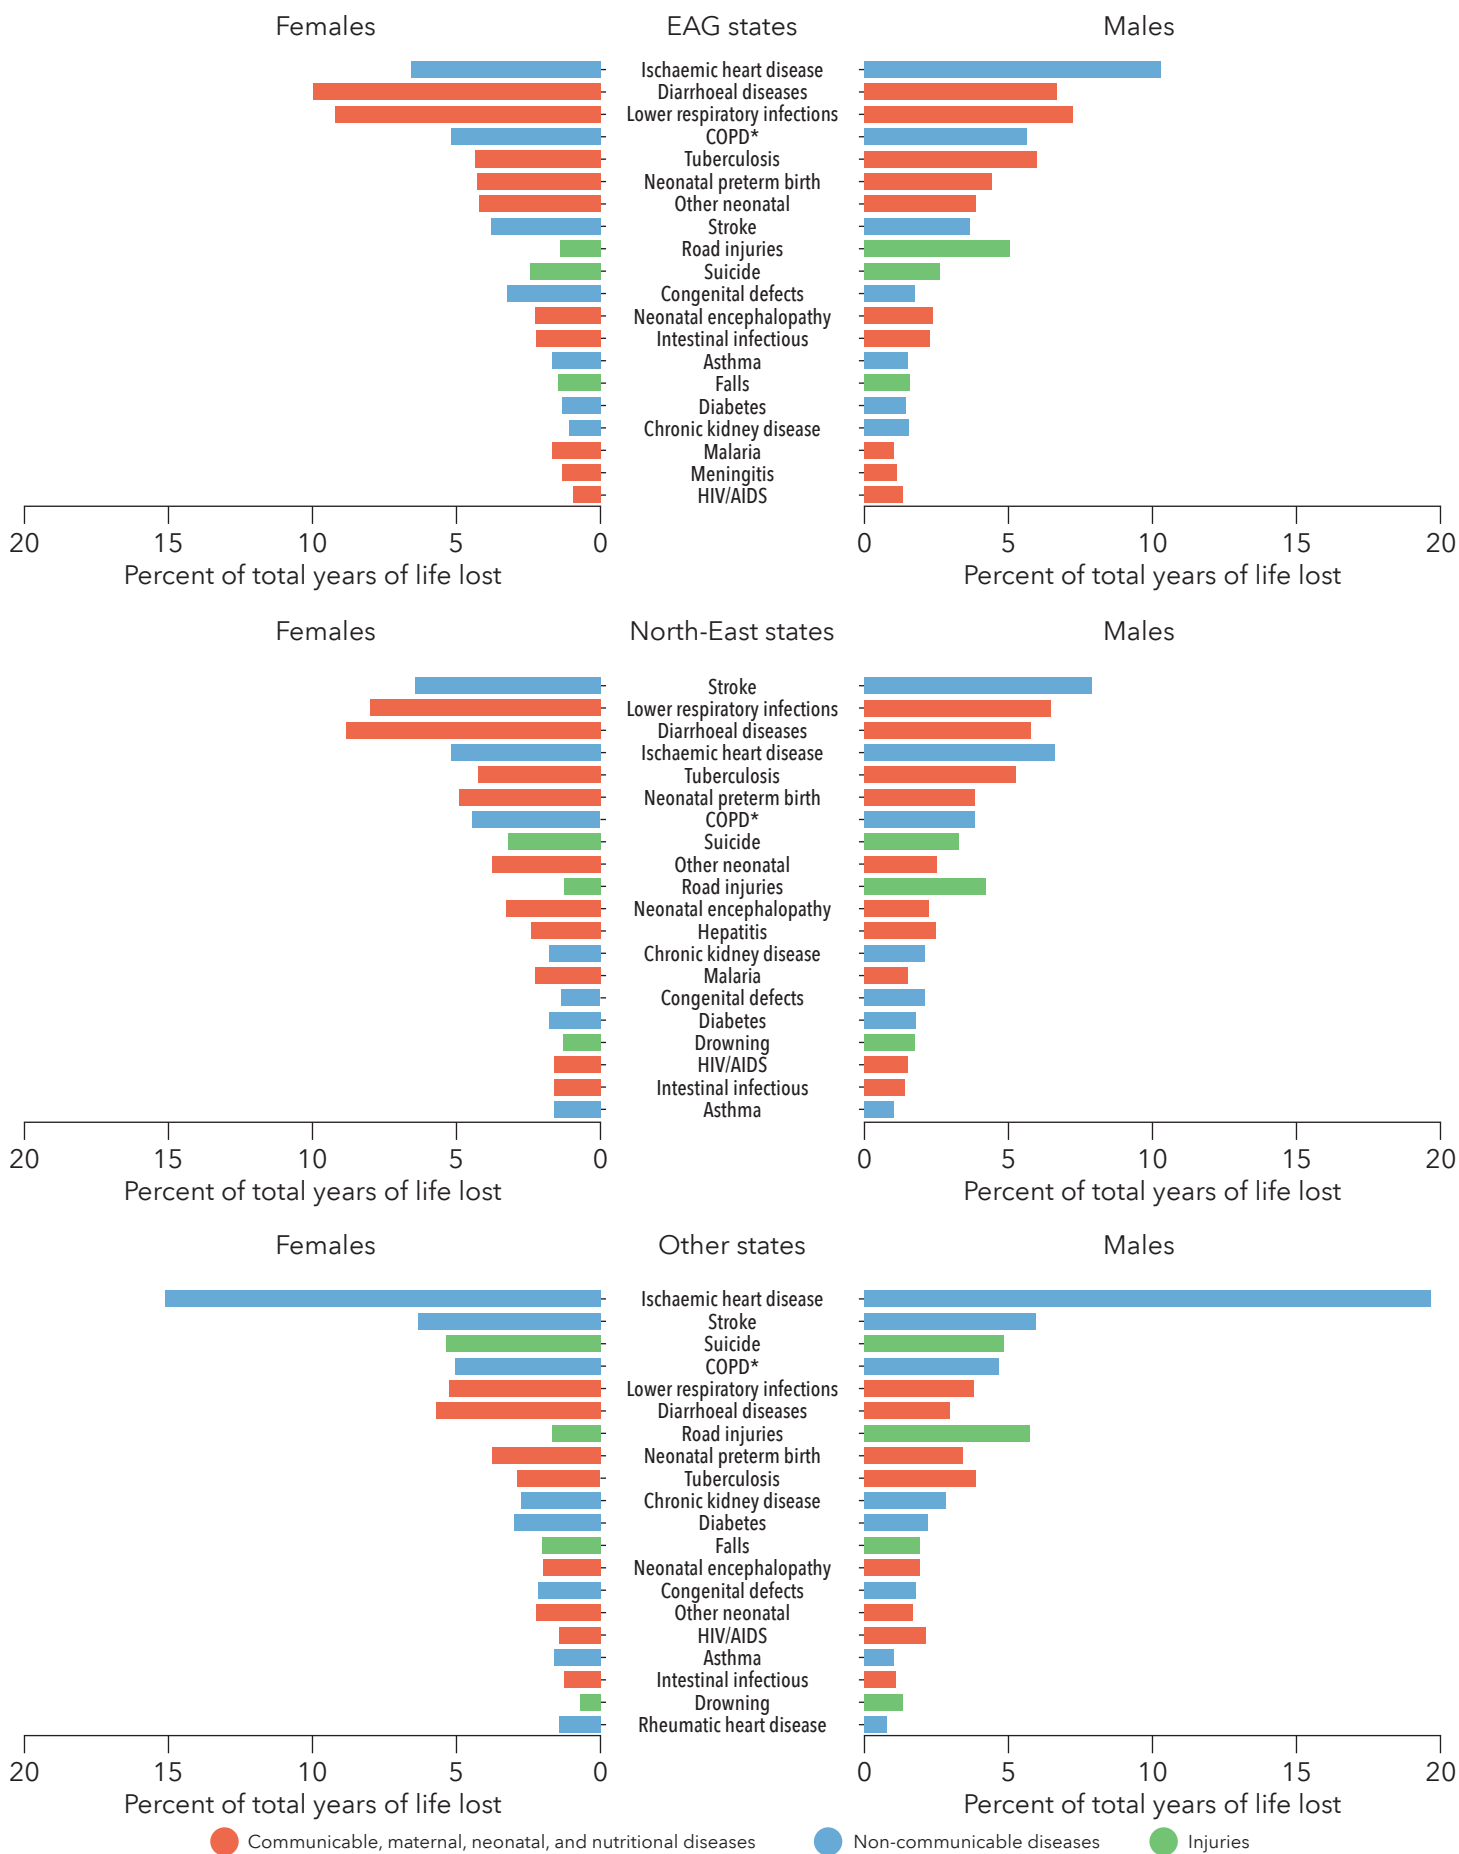 Females EAG states Males
Ischaemic heart disease
Diarrhoeal diseases
Lower respiratory infections
COPD*
Tuberculosis
Neonatal preterm birth
Other neonatal
Stroke
Road injuries
Suicide
Congenital defects
Neonatal encephalopathy
Intestinal infectious
Asthma
Falls
Diabetes
Chronic kidney disease
Malaria
Meningitis
HIV/AIDS
20 15 10 5 0 0 5 10 15 20
Percent of total years of life lost Percent of total years of life lost
Females North-East states Males
Stroke
Lower respiratory infections
Diarrhoeal diseases
Ischaemic heart disease
Tuberculosis
Neonatal preterm birth
COPD*
Suicide
Other neonatal
Road injuries
Neonatal encephalopathy
Hepatitis
Chronic kidney disease
Malaria
Congenital defects
Diabetes
Drowning
HIV/AIDS
Intestinal infectious
Asthma
20 15 10 5 0 0 5 10 15 20
Percent of total years of life lost Percent of total years of life lost
Females Other states Males
Ischaemic heart disease
Stroke
Suicide
COPD*
Lower respiratory infections
Diarrhoeal diseases
Road injuries
Neonatal preterm birth
Tuberculosis
Chronic kidney disease
Diabetes
Falls
Neonatal encephalopathy
Congenital defects
Other neonatal
HIV/AIDS
Asthma
Intestinal infectious
Drowning
Rheumatic heart disease
20 15 10 5 0 0 5 10 15 20
Percent of total years of life lost Percent of total years of life lost
Communicable, maternal, neonatal, and nutritional diseases Non-communicable diseases Injuries